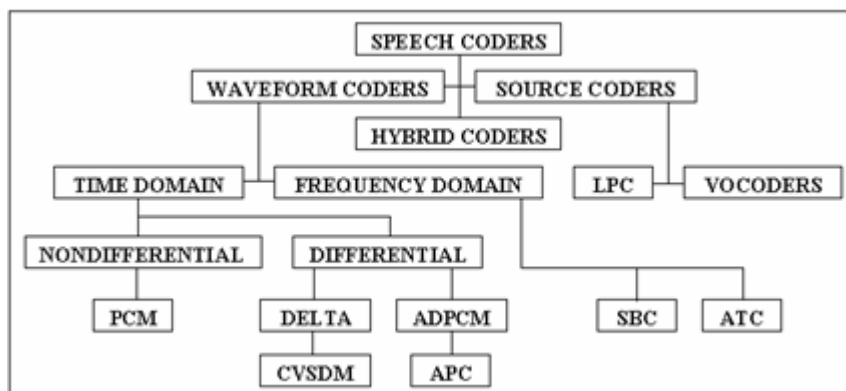 SPEECH CODERS
WAVEFORM CODERS SOURCE CODERS
HYBRID CODERS
TIME DOMAIN FREQUENCY DOMAIN LPC VOCODERS
NONDIFFERENTIAL DIFFERENTIAL
PCM DELTA ADPCM SBC ATC
CVSDM APC